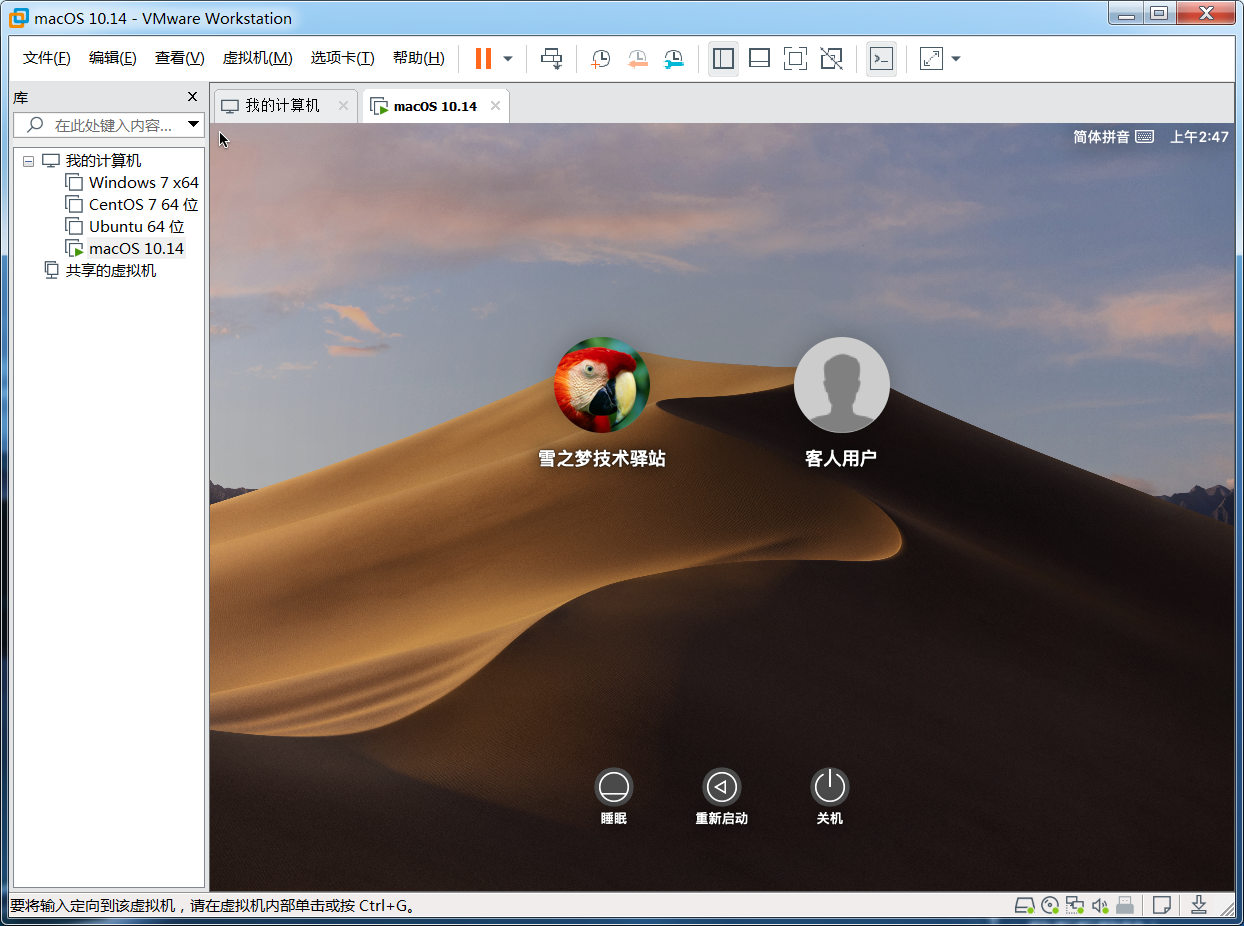 macOS 10.14 - VMware Workstation
文件(F) 编辑(E) 查看(V) 虚拟机(M) 选项卡(T) 帮助(H)
库
在此处键入内容...
我的计算机
Windows 7 x64
CentOS 7 64 位
Ubuntu 64 位
macOS 10.14
共享的虚拟机
我的计算机 macOS 10.14
简体拼音 上午2:47
雪之梦技术驿站 客人用户
睡眠 重新启动 关机
要将输入定向到该虚拟机，请在虚拟机内部单击或按 Ctrl+G。